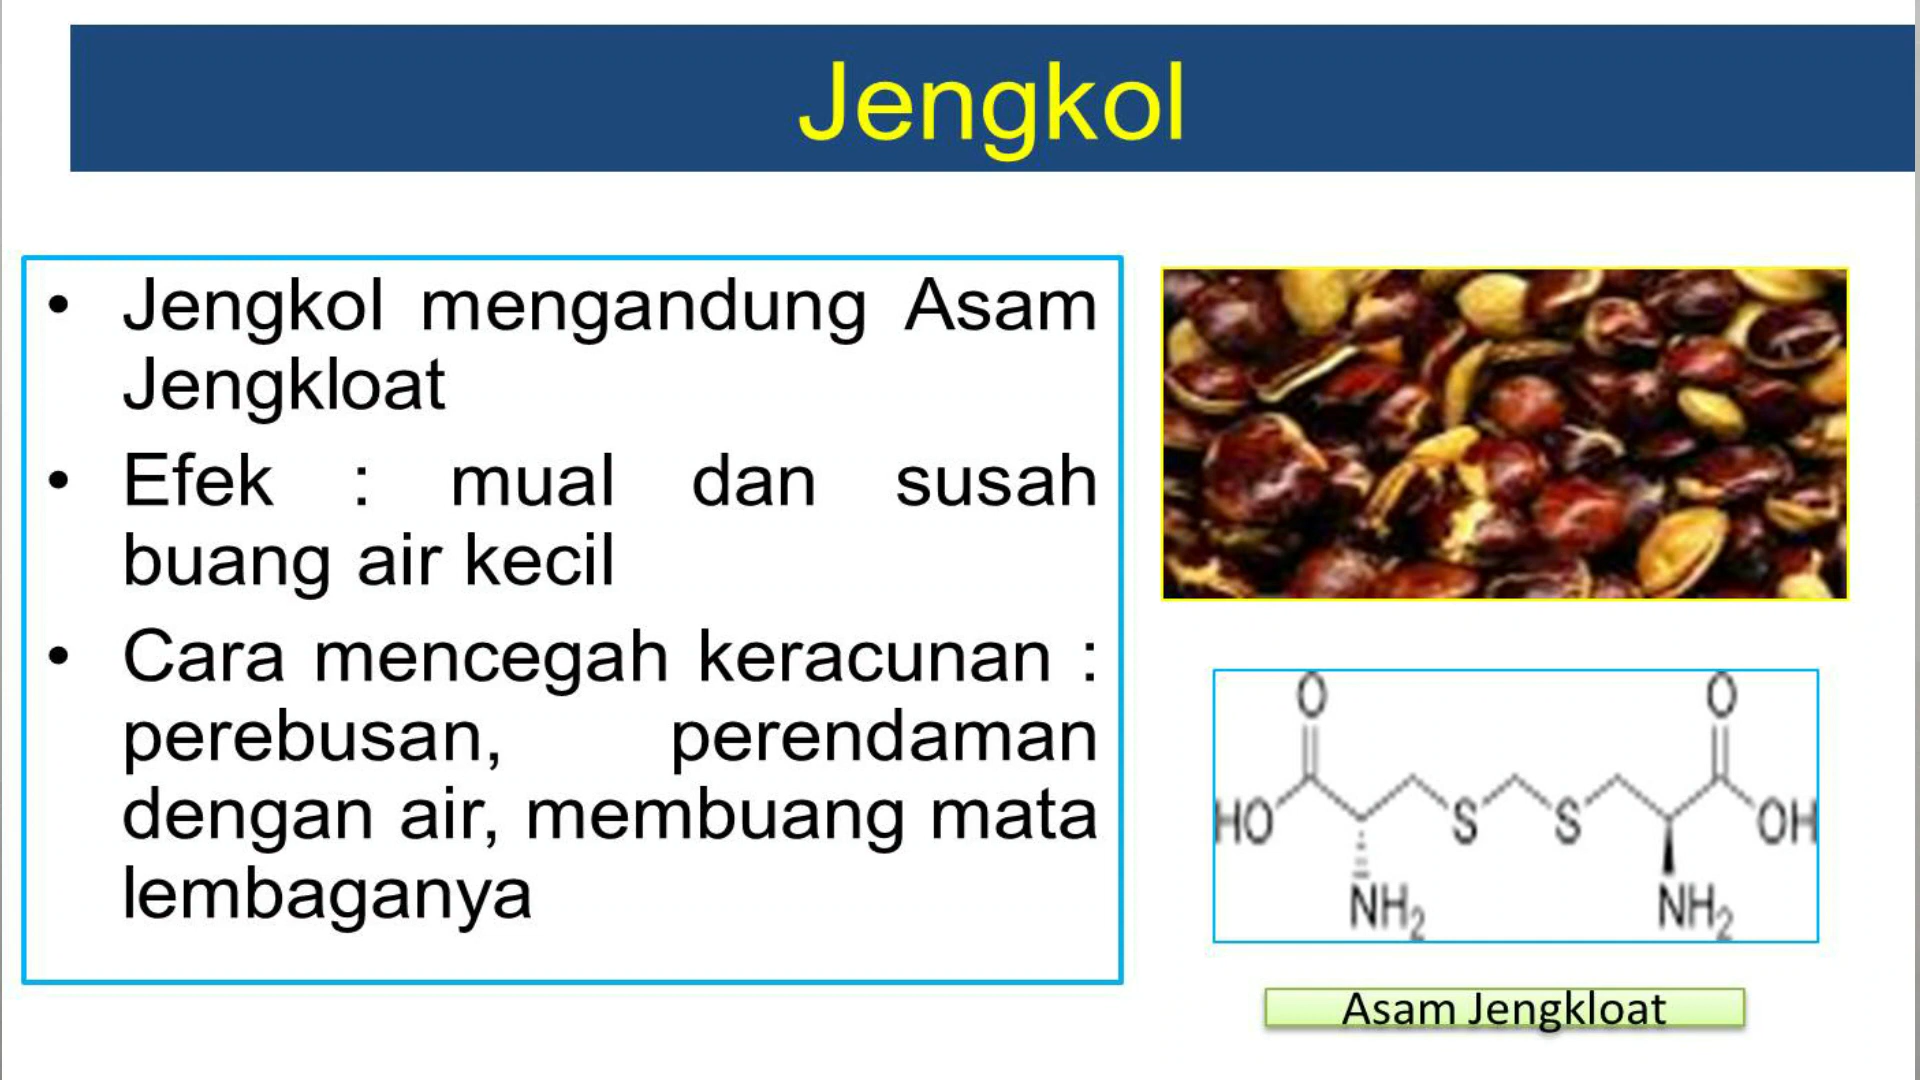 Jengkol
• Jengkol mengandung Asam
Jengkloat
• Efek : mual dan susah
buang air kecil
• Cara mencegah keracunan :
perebusan, perendaman
dengan air, membuang mata
lembaganya
O O
HO S S OH
NH₂ NH₂
Asam Jengkloat